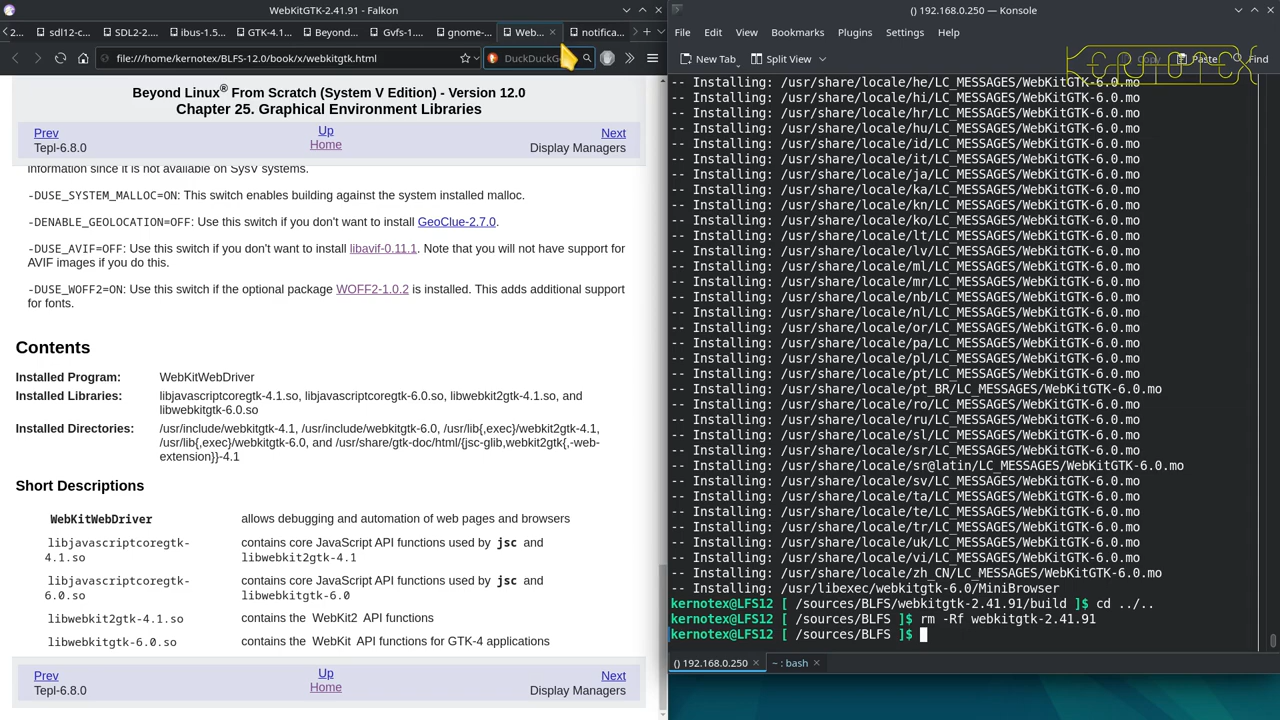 WebKitGTK-2.41.91 - Falkon
2...
sdl12-c...
SDL2-2...
ibus-1.5...
GTK-4.1...
Beyond...
Gvfs-1....
gnome-...
Web...
notifica...
file:///home/kernotex/BLFS-12.0/book/x/webkitgtk.html
DuckDuckG
Beyond Linux® From Scratch (System V Edition) - Version 12.0
Chapter 25. Graphical Environment Libraries
Prev
Up
Next
Tepl-6.8.0
Home
Display Managers
information since it is not available on SysV systems.
-DUSE_SYSTEM_MALLOC=ON: This switch enables building against the system installed malloc.
-DENABLE_GEOLOCATION=OFF: Use this switch if you don't want to install GeoClue-2.7.0.
-DUSE_AVIF=OFF: Use this switch if you don't want to install libavif-0.11.1. Note that you will not have support for
AVIF images if you do this.
-DUSE_WOFF2=ON: Use this switch if the optional package WOFF2-1.0.2 is installed. This adds additional support
for fonts.
Contents
Installed Program: WebKitWebDriver
Installed Libraries: libjavascriptcoregtk-4.1.so, libjavascriptcoregtk-6.0.so, libwebkit2gtk-4.1.so, and
libwebkitgtk-6.0.so
Installed Directories: /usr/include/webkitgtk-4.1, /usr/include/webkitgtk-6.0, /usr/lib{,exec}/webkit2gtk-4.1,
/usr/lib{,exec}/webkitgtk-6.0, and /usr/share/gtk-doc/html/{jsc-glib,webkit2gtk{,-web-
extension}}-4.1
Short Descriptions
WebKitWebDriver allows debugging and automation of web pages and browsers
libjavascriptcoregtk- contains core JavaScript API functions used by jsc and
4.1.so libwebkit2gtk-4.1
libjavascriptcoregtk- contains core JavaScript API functions used by jsc and
6.0.so libwebkitgtk-6.0
libwebkit2gtk-4.1.so contains the WebKit2 API functions
libwebkitgtk-6.0.so contains the WebKit API functions for GTK-4 applications
Prev
Up
Next
Tepl-6.8.0
Home
Display Managers
() 192.168.0.250 — Konsole
File Edit View Bookmarks Plugins Settings Help
New Tab Split View Copy Paste Find
KERNOTEX
-- Installing: /usr/share/locale/he/LC_MESSAGES/WebKitGTK-6.0.mo
-- Installing: /usr/share/locale/hi/LC_MESSAGES/WebKitGTK-6.0.mo
-- Installing: /usr/share/locale/hr/LC_MESSAGES/WebKitGTK-6.0.mo
-- Installing: /usr/share/locale/hu/LC_MESSAGES/WebKitGTK-6.0.mo
-- Installing: /usr/share/locale/id/LC_MESSAGES/WebKitGTK-6.0.mo
-- Installing: /usr/share/locale/it/LC_MESSAGES/WebKitGTK-6.0.mo
-- Installing: /usr/share/locale/ja/LC_MESSAGES/WebKitGTK-6.0.mo
-- Installing: /usr/share/locale/ka/LC_MESSAGES/WebKitGTK-6.0.mo
-- Installing: /usr/share/locale/kn/LC_MESSAGES/WebKitGTK-6.0.mo
-- Installing: /usr/share/locale/ko/LC_MESSAGES/WebKitGTK-6.0.mo
-- Installing: /usr/share/locale/lt/LC_MESSAGES/WebKitGTK-6.0.mo
-- Installing: /usr/share/locale/lv/LC_MESSAGES/WebKitGTK-6.0.mo
-- Installing: /usr/share/locale/ml/LC_MESSAGES/WebKitGTK-6.0.mo
-- Installing: /usr/share/locale/mr/LC_MESSAGES/WebKitGTK-6.0.mo
-- Installing: /usr/share/locale/nb/LC_MESSAGES/WebKitGTK-6.0.mo
-- Installing: /usr/share/locale/nl/LC_MESSAGES/WebKitGTK-6.0.mo
-- Installing: /usr/share/locale/or/LC_MESSAGES/WebKitGTK-6.0.mo
-- Installing: /usr/share/locale/pa/LC_MESSAGES/WebKitGTK-6.0.mo
-- Installing: /usr/share/locale/pl/LC_MESSAGES/WebKitGTK-6.0.mo
-- Installing: /usr/share/locale/pt/LC_MESSAGES/WebKitGTK-6.0.mo
-- Installing: /usr/share/locale/pt_BR/LC_MESSAGES/WebKitGTK-6.0.mo
-- Installing: /usr/share/locale/ro/LC_MESSAGES/WebKitGTK-6.0.mo
-- Installing: /usr/share/locale/ru/LC_MESSAGES/WebKitGTK-6.0.mo
-- Installing: /usr/share/locale/sl/LC_MESSAGES/WebKitGTK-6.0.mo
-- Installing: /usr/share/locale/sr/LC_MESSAGES/WebKitGTK-6.0.mo
-- Installing: /usr/share/locale/sr@latin/LC_MESSAGES/WebKitGTK-6.0.mo
-- Installing: /usr/share/locale/sv/LC_MESSAGES/WebKitGTK-6.0.mo
-- Installing: /usr/share/locale/ta/LC_MESSAGES/WebKitGTK-6.0.mo
-- Installing: /usr/share/locale/te/LC_MESSAGES/WebKitGTK-6.0.mo
-- Installing: /usr/share/locale/tr/LC_MESSAGES/WebKitGTK-6.0.mo
-- Installing: /usr/share/locale/uk/LC_MESSAGES/WebKitGTK-6.0.mo
-- Installing: /usr/share/locale/vi/LC_MESSAGES/WebKitGTK-6.0.mo
-- Installing: /usr/share/locale/zh_CN/LC_MESSAGES/WebKitGTK-6.0.mo
-- Installing: /usr/libexec/webkitgtk-6.0/MiniBrowser
kernotex@LFS12 [ /sources/BLFS/webkitgtk-2.41.91/build ]$ cd ../..
kernotex@LFS12 [ /sources/BLFS ]$ rm -Rf webkitgtk-2.41.91
kernotex@LFS12 [ /sources/BLFS ]$
() 192.168.0.250
~ : bash